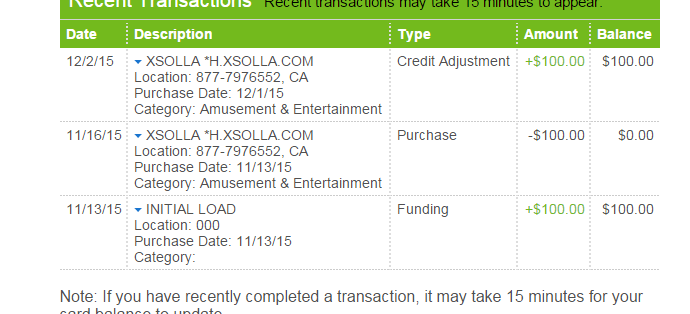 Recent Transactions Recent transactions may take 15 minutes to appear.
Date Description Type Amount Balance
12/2/15 XSOLLA *H.XSOLLA.COM Credit Adjustment +$100.00 $100.00
Location: 877-7976552, CA
Purchase Date: 12/1/15
Category: Amusement & Entertainment
11/16/15 XSOLLA *H.XSOLLA.COM Purchase -$100.00 $0.00
Location: 877-7976552, CA
Purchase Date: 11/13/15
Category: Amusement & Entertainment
11/13/15 INITIAL LOAD Funding +$100.00 $100.00
Location: 000
Purchase Date: 11/13/15
Category:
Note: If you have recently completed a transaction, it may take 15 minutes for your
card balance to update